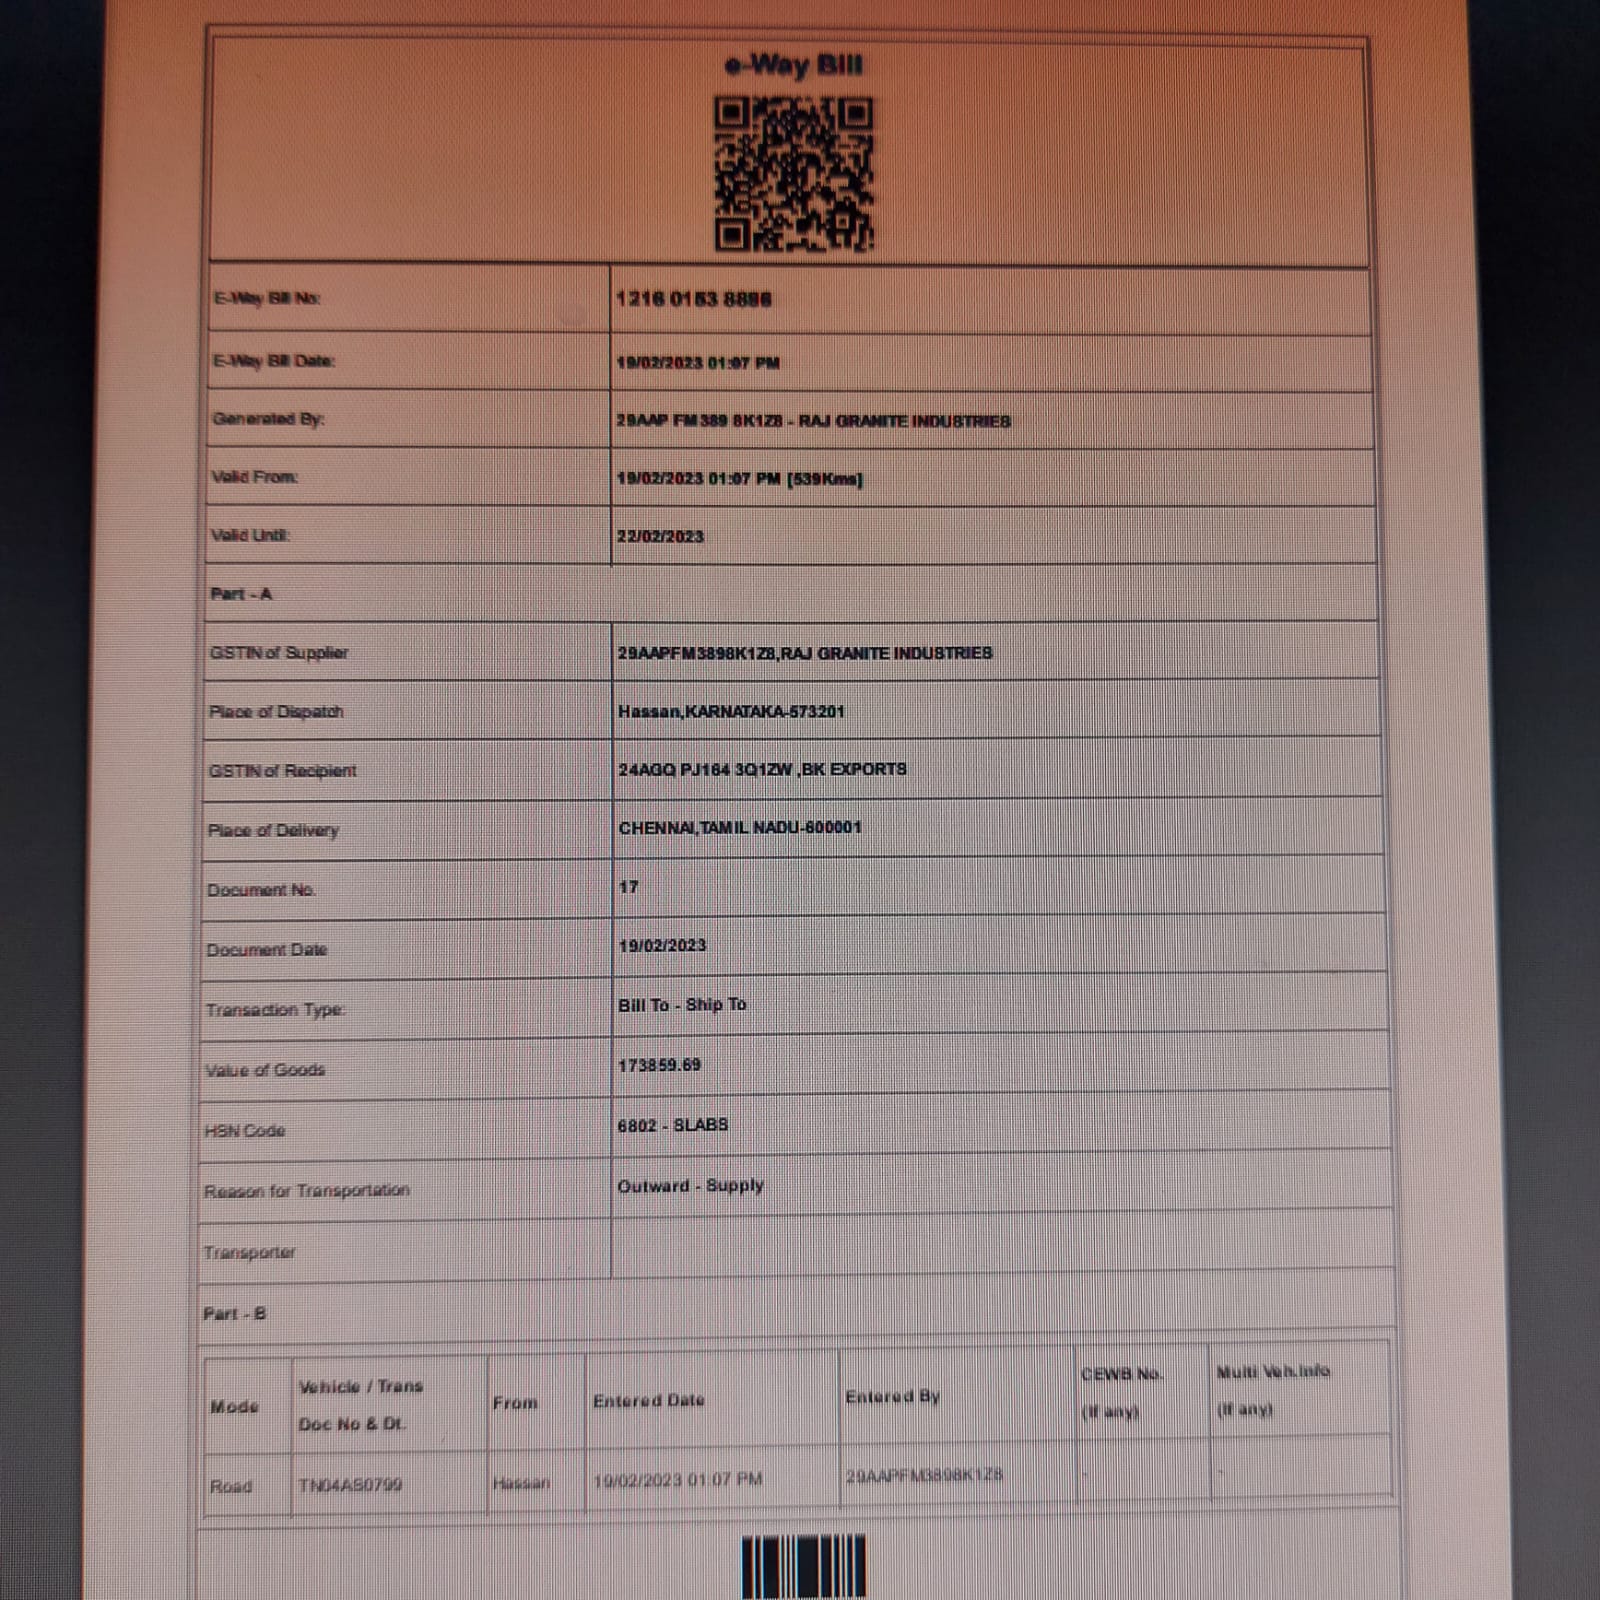 e-Way Bill
E-Way Bill No: 1216 0153 8896
E-Way Bill Date: 19/02/2023 01:07 PM
Generated By: 29AAP FM 389 8K1Z8 - RAJ GRANITE INDUSTRIES
Valid From: 19/02/2023 01:07 PM [539Kms]
Valid Until: 22/02/2023
Part - A
GSTIN of Supplier 29AAPFM3898K1Z8,RAJ GRANITE INDUSTRIES
Place of Dispatch Hassan,KARNATAKA-573201
GSTIN of Recipient 24AGQ PJ164 3Q1ZW ,BK EXPORTS
Place of Delivery CHENNAI,TAMIL NADU-600001
Document No. 17
Document Date 19/02/2023
Transaction Type: Bill To - Ship To
Value of Goods 173859.69
HSN Code 6802 - SLABS
Reason for Transportation Outward - Supply
Transporter
Part - B
Mode Vehicle / Trans Doc No & Dt. From Entered Date Entered By CEWB No. (If any) Multi Veh.Info (If any)
Road TN04AS0799 Hassan 19/02/2023 01:07 PM 29AAPFM3898K1Z8 - -